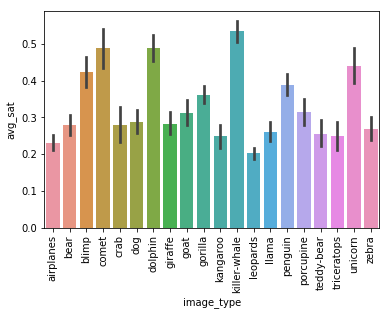 avg_sat
0.5
0.4
0.3
0.2
0.1
0.0
airplanes
bear
blimp
comet
crab
dog
dolphin
giraffe
goat
gorilla
kangaroo
killer-whale
leopards
llama
penguin
porcupine
teddy-bear
triceratops
unicorn
zebra
image_type